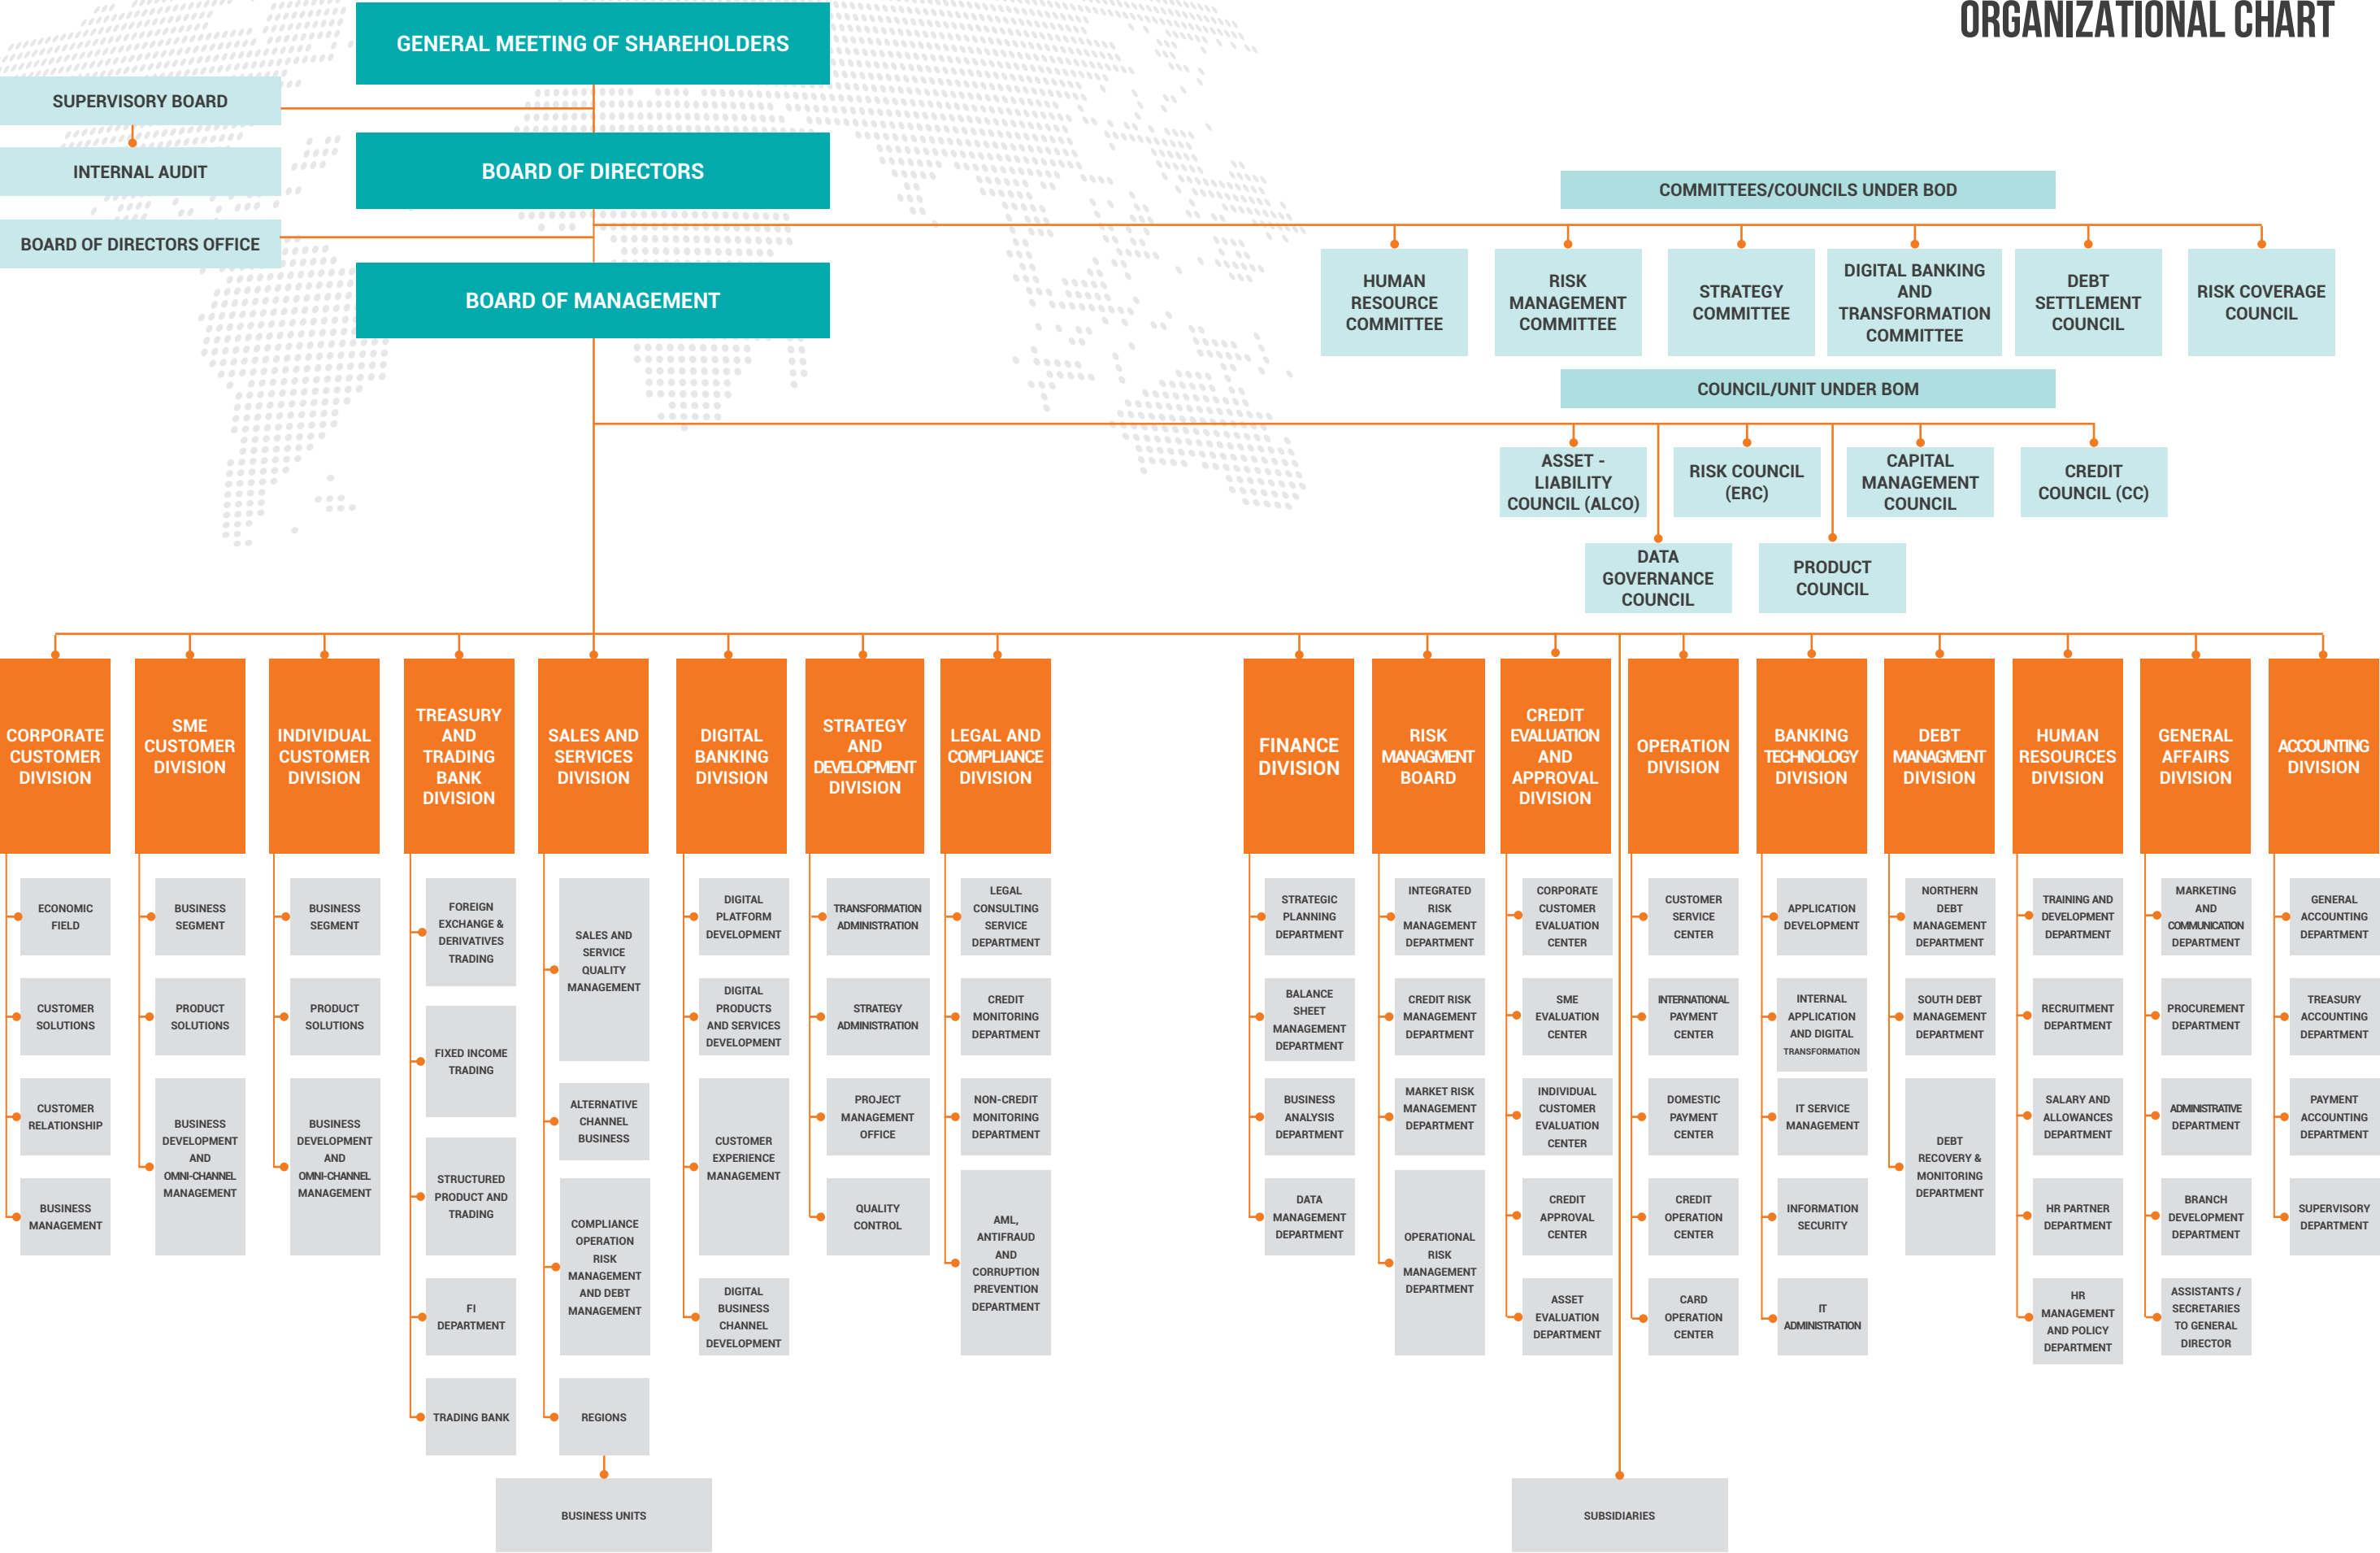 ORGANIZATIONAL CHART
GENERAL MEETING OF SHAREHOLDERS
SUPERVISORY BOARD
INTERNAL AUDIT
BOARD OF DIRECTORS
BOARD OF DIRECTORS OFFICE
BOARD OF MANAGEMENT
COMMITTEES/COUNCILS UNDER BOD
HUMAN
RESOURCE
COMMITTEE
RISK
MANAGEMENT
COMMITTEE
STRATEGY
COMMITTEE
DIGITAL BANKING
AND
TRANSFORMATION
COMMITTEE
DEBT
SETTLEMENT
COUNCIL
RISK COVERAGE
COUNCIL
COUNCIL/UNIT UNDER BOM
ASSET -
LIABILITY
COUNCIL (ALCO)
RISK COUNCIL
(ERC)
CAPITAL
MANAGEMENT
COUNCIL
CREDIT
COUNCIL (CC)
DATA
GOVERNANCE
COUNCIL
PRODUCT
COUNCIL
CORPORATE
CUSTOMER
DIVISION
ECONOMIC
FIELD
CUSTOMER
SOLUTIONS
CUSTOMER
RELATIONSHIP
BUSINESS
MANAGEMENT
SME
CUSTOMER
DIVISION
BUSINESS
SEGMENT
PRODUCT
SOLUTIONS
BUSINESS
DEVELOPMENT
AND
OMNI-CHANNEL
MANAGEMENT
INDIVIDUAL
CUSTOMER
DIVISION
BUSINESS
SEGMENT
PRODUCT
SOLUTIONS
BUSINESS
DEVELOPMENT
AND
OMNI-CHANNEL
MANAGEMENT
TREASURY
AND
TRADING
BANK
DIVISION
FOREIGN
EXCHANGE &
DERIVATIVES
TRADING
FIXED INCOME
TRADING
STRUCTURED
PRODUCT AND
TRADING
FI
DEPARTMENT
TRADING BANK
SALES AND
SERVICES
DIVISION
SALES AND
SERVICE
QUALITY
MANAGEMENT
ALTERNATIVE
CHANNEL
BUSINESS
COMPLIANCE
OPERATION
RISK
MANAGEMENT
AND DEBT
MANAGEMENT
REGIONS
BUSINESS UNITS
DIGITAL
BANKING
DIVISION
DIGITAL
PLATFORM
DEVELOPMENT
DIGITAL
PRODUCTS
AND SERVICES
DEVELOPMENT
CUSTOMER
EXPERIENCE
MANAGEMENT
DIGITAL
BUSINESS
CHANNEL
DEVELOPMENT
STRATEGY
AND
DEVELOPMENT
DIVISION
TRANSFORMATION
ADMINISTRATION
STRATEGY
ADMINISTRATION
PROJECT
MANAGEMENT
OFFICE
QUALITY
CONTROL
LEGAL AND
COMPLIANCE
DIVISION
LEGAL
CONSULTING
SERVICE
DEPARTMENT
CREDIT
MONITORING
DEPARTMENT
NON-CREDIT
MONITORING
DEPARTMENT
AML,
ANTIFRAUD
AND
CORRUPTION
PREVENTION
DEPARTMENT
FINANCE
DIVISION
STRATEGIC
PLANNING
DEPARTMENT
BALANCE
SHEET
MANAGEMENT
DEPARTMENT
BUSINESS
ANALYSIS
DEPARTMENT
DATA
MANAGEMENT
DEPARTMENT
RISK
MANAGMENT
BOARD
INTEGRATED
RISK
MANAGEMENT
DEPARTMENT
CREDIT RISK
MANAGEMENT
DEPARTMENT
MARKET RISK
MANAGEMENT
DEPARTMENT
OPERATIONAL
RISK
MANAGEMENT
DEPARTMENT
CREDIT
EVALUATION
AND
APPROVAL
DIVISION
CORPORATE
CUSTOMER
EVALUATION
CENTER
SME
EVALUATION
CENTER
INDIVIDUAL
CUSTOMER
EVALUATION
CENTER
CREDIT
APPROVAL
CENTER
ASSET
EVALUATION
DEPARTMENT
OPERATION
DIVISION
CUSTOMER
SERVICE
CENTER
INTERNATIONAL
PAYMENT
CENTER
DOMESTIC
PAYMENT
CENTER
CREDIT
OPERATION
CENTER
CARD
OPERATION
CENTER
SUBSIDIARIES
BANKING
TECHNOLOGY
DIVISION
APPLICATION
DEVELOPMENT
INTERNAL
APPLICATION
AND DIGITAL
TRANSFORMATION
IT SERVICE
MANAGEMENT
INFORMATION
SECURITY
IT
ADMINISTRATION
DEBT
MANAGMENT
DIVISION
NORTHERN
DEBT
MANAGEMENT
DEPARTMENT
SOUTH DEBT
MANAGEMENT
DEPARTMENT
DEBT
RECOVERY &
MONITORING
DEPARTMENT
HUMAN
RESOURCES
DIVISION
TRAINING AND
DEVELOPMENT
DEPARTMENT
RECRUITMENT
DEPARTMENT
SALARY AND
ALLOWANCES
DEPARTMENT
HR PARTNER
DEPARTMENT
HR
MANAGEMENT
AND POLICY
DEPARTMENT
GENERAL
AFFAIRS
DIVISION
MARKETING
AND
COMMUNICATION
DEPARTMENT
PROCUREMENT
DEPARTMENT
ADMINISTRATIVE
DEPARTMENT
BRANCH
DEVELOPMENT
DEPARTMENT
ASSISTANTS /
SECRETARIES
TO GENERAL
DIRECTOR
ACCOUNTING
DIVISION
GENERAL
ACCOUNTING
DEPARTMENT
TREASURY
ACCOUNTING
DEPARTMENT
PAYMENT
ACCOUNTING
DEPARTMENT
SUPERVISORY
DEPARTMENT